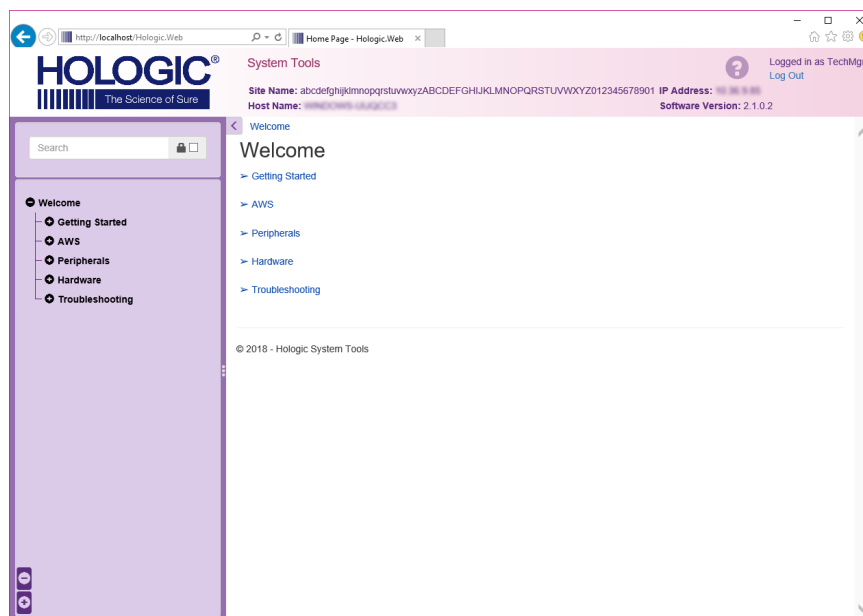 http://localhost/Hologic.Web
Home Page - Hologic.Web
HOLOGIC®
The Science of Sure
System Tools
Logged in as TechMgr
Log Out
Site Name: abcdefghijklmnopqrstuvwxyzABCDEFGHIJKLMNOPQRSTUVWXYZ012345678901 IP Address:
Host Name: Software Version: 2.1.0.2
Search
Welcome
Getting Started
AWS
Peripherals
Hardware
Troubleshooting
Welcome
Welcome
➢ Getting Started
➢ AWS
➢ Peripherals
➢ Hardware
➢ Troubleshooting
© 2018 - Hologic System Tools